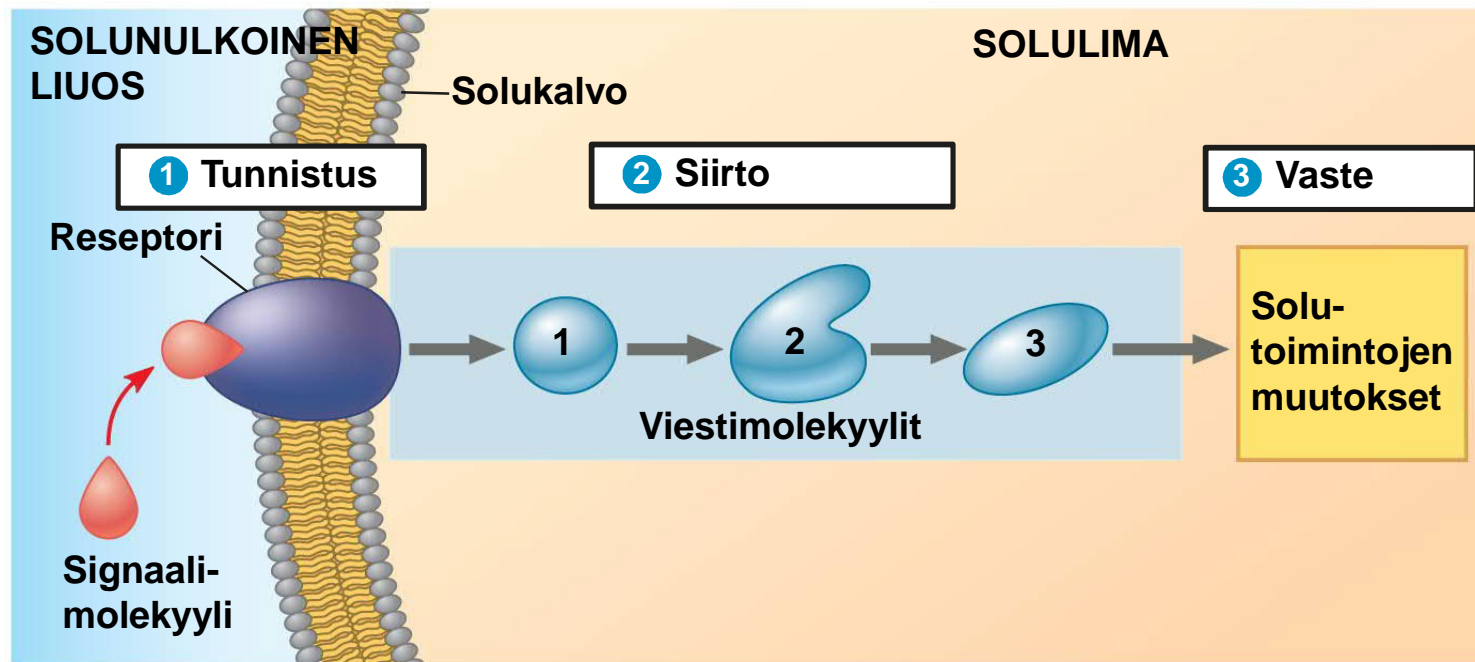 SOLUNULKOINEN
LIUOS
SOLULIMA
Solukalvo
1 Tunnistus
2 Siirto
3 Vaste
Reseptori
1
2
3
Viestimolekyylit
Solu-
toimintojen
muutokset
Signaali-
molekyyli